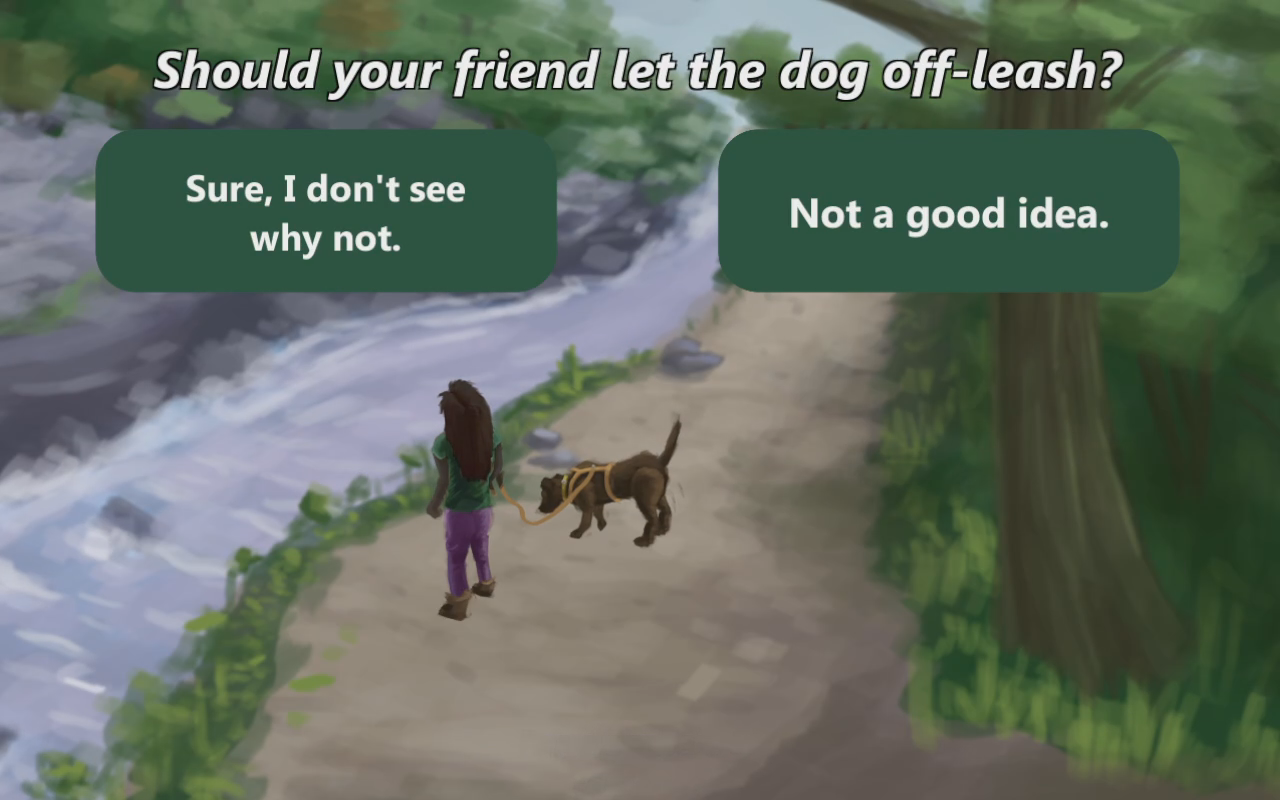 Should your friend let the dog off-leash?
Sure, I don't see
why not.
Not a good idea.